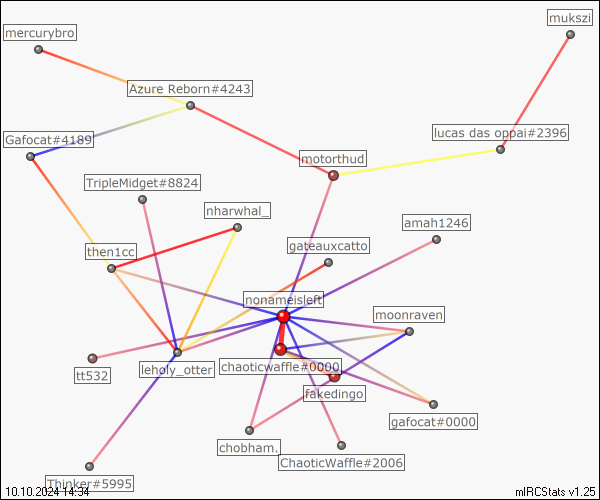 mercurybro
mukszi
Azure Reborn#4243
Gafocat#4189
lucas das oppai#2396
motorthud
TripleMidget#8824
nharwhal_
amah1246
gateauxcatto
then1cc
nonameisleft
moonraven
tt532
leholy_otter
chaoticwaffle#0000
fakedingo
gafocat#0000
chobham.
ChaoticWaffle#2006
Thinker#5995
10.10.2024 14:34
mIRCStats v1.25